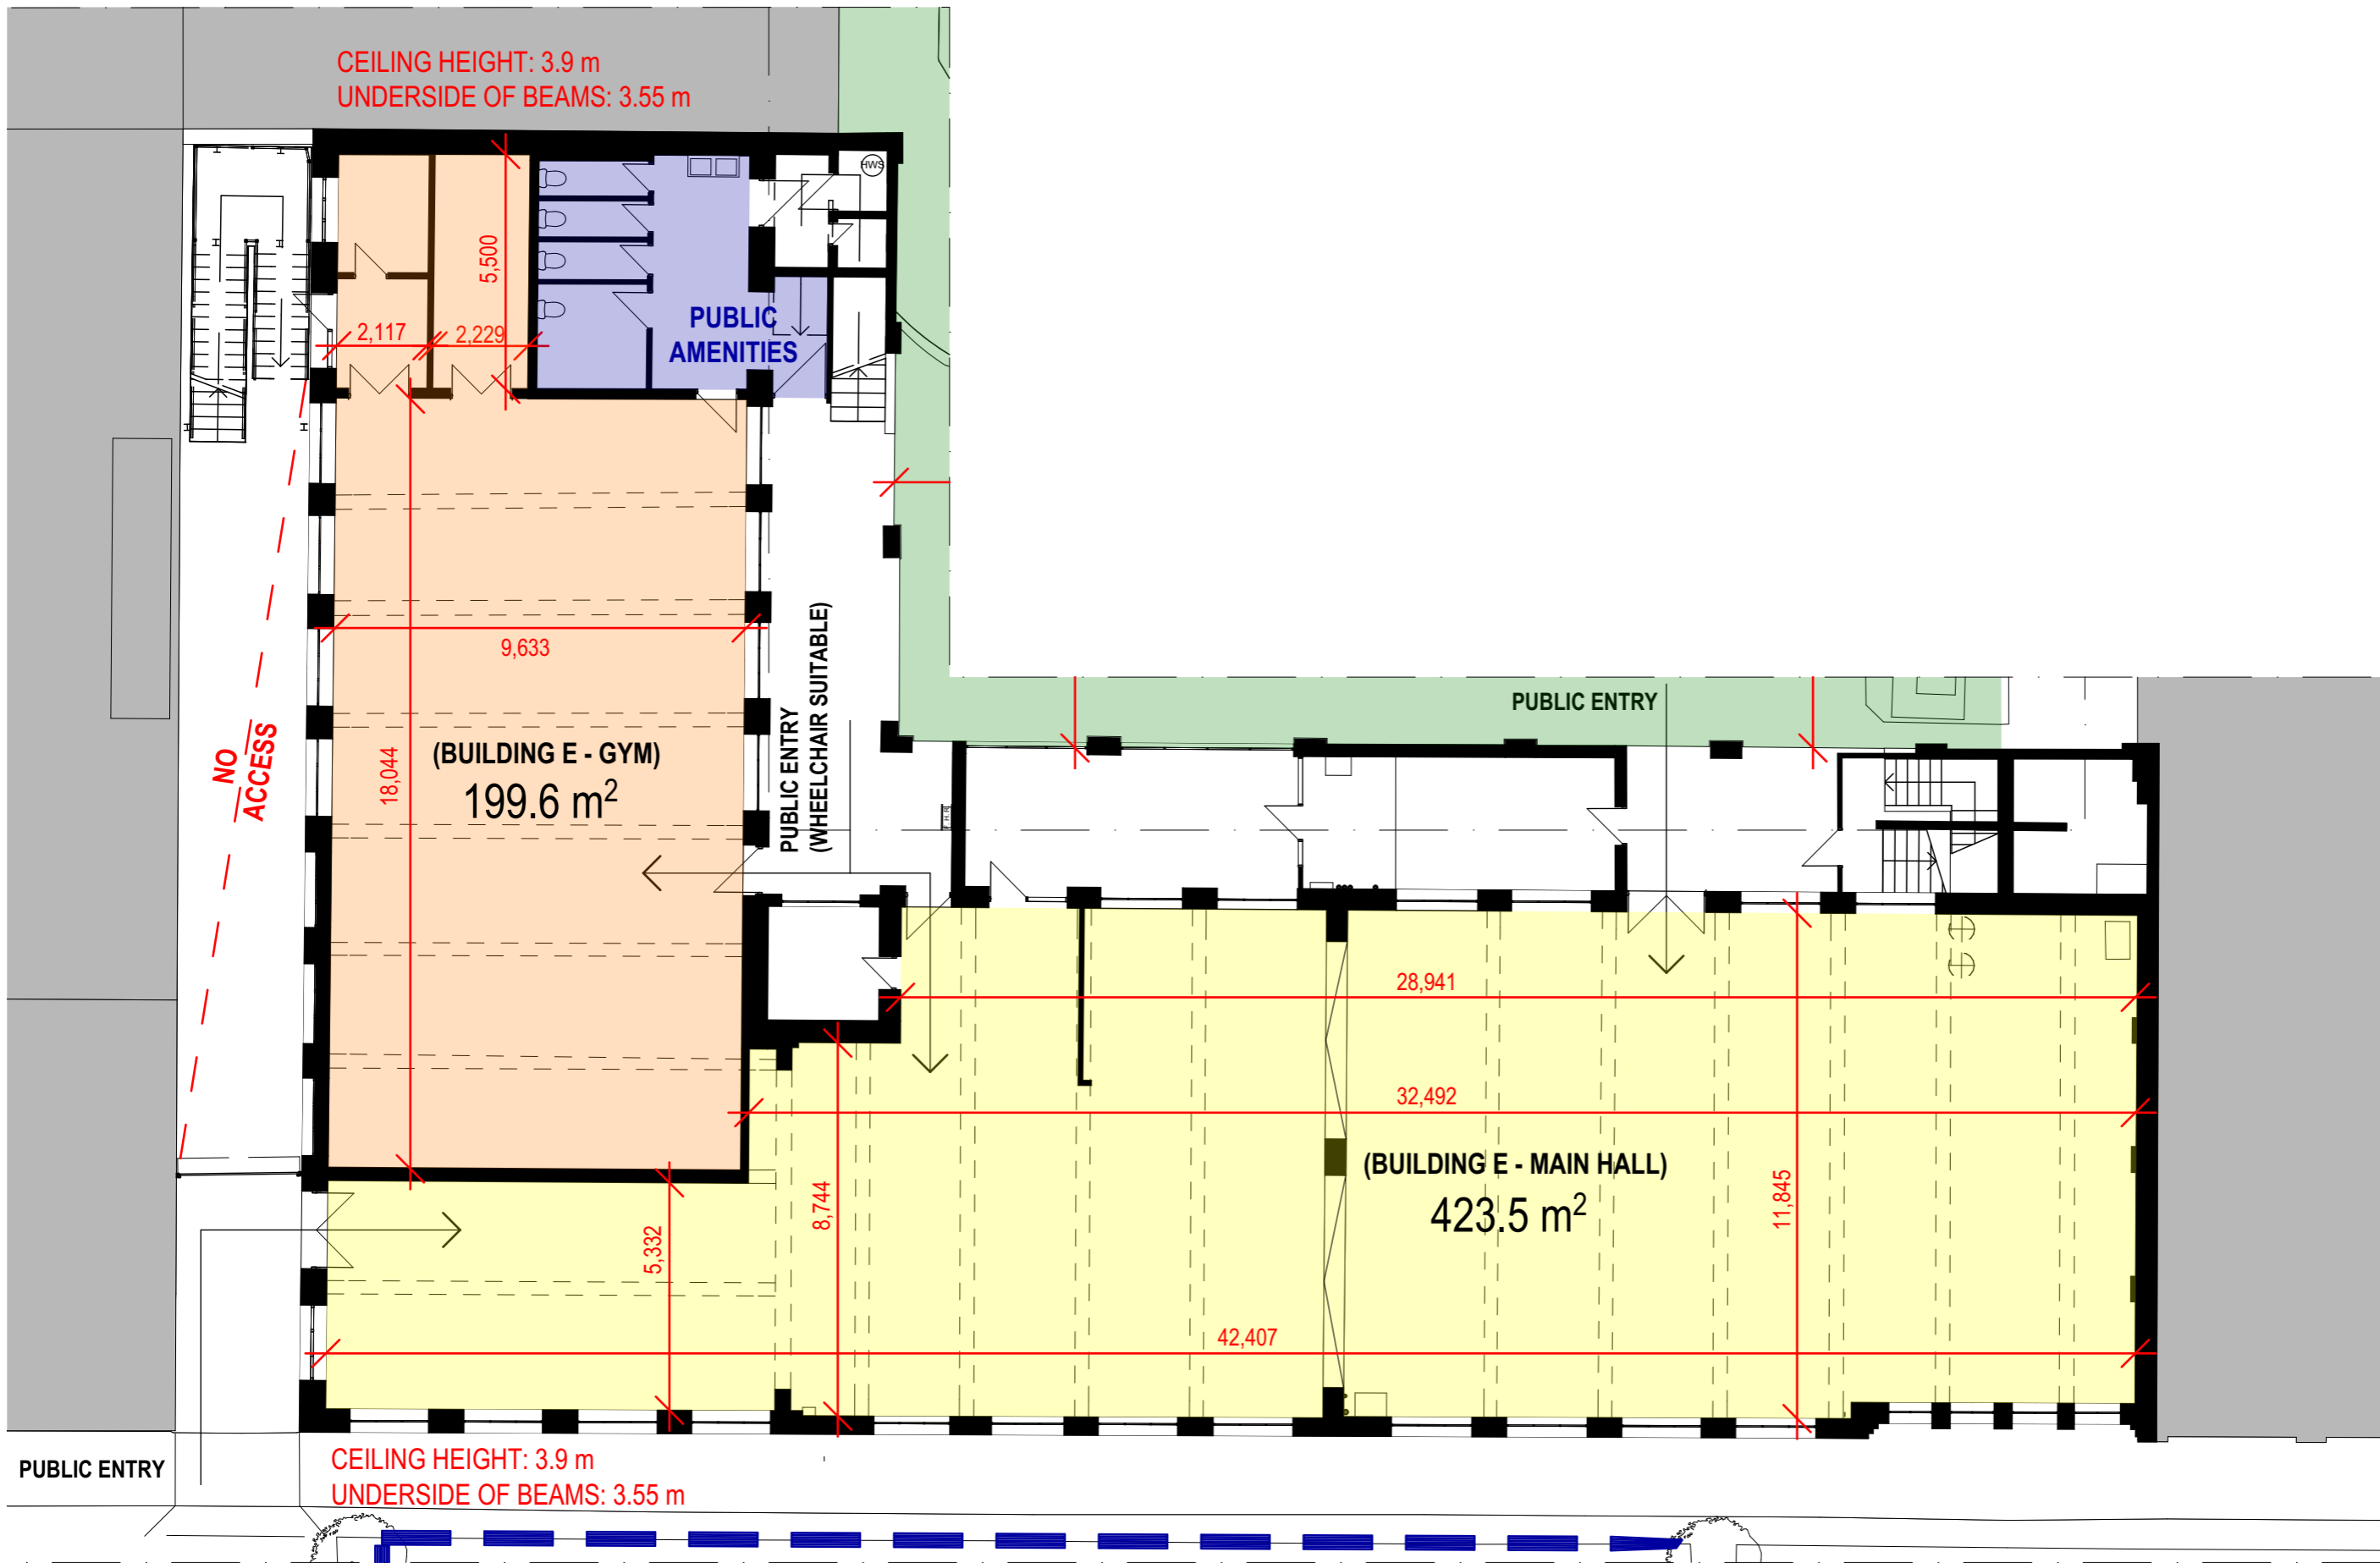 CEILING HEIGHT: 3.9 m
UNDERSIDE OF BEAMS: 3.55 m
HWS
5,500
PUBLIC
AMENITIES
2,117
2,229
9,633
PUBLIC ENTRY
(WHEELCHAIR SUITABLE)
PUBLIC ENTRY
NO
ACCESS
18,044
(BUILDING E - GYM)
199.6 m²
28,941
32,492
(BUILDING E - MAIN HALL)
423.5 m²
8,744
11,845
5,332
42,407
PUBLIC ENTRY
CEILING HEIGHT: 3.9 m
UNDERSIDE OF BEAMS: 3.55 m